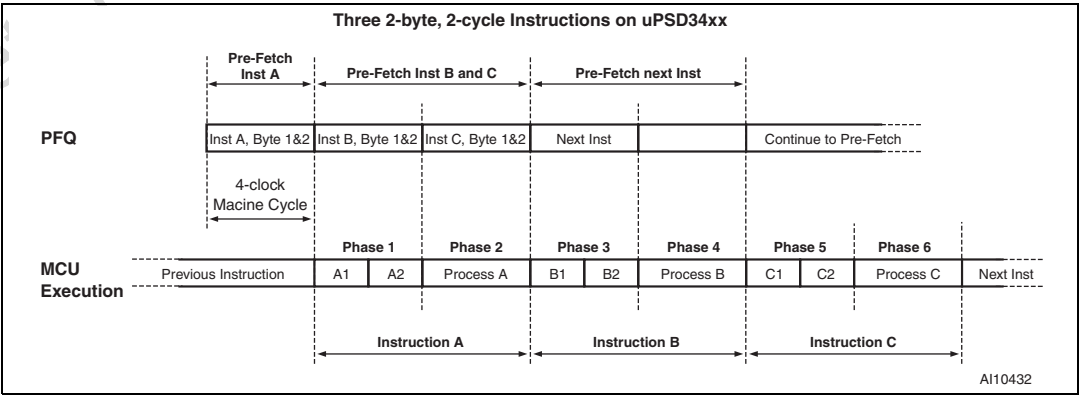 Three 2-byte, 2-cycle Instructions on uPSD34xx
Pre-Fetch
Inst A
Pre-Fetch Inst B and C
Pre-Fetch next Inst
PFQ
Inst A, Byte 1&2
Inst B, Byte 1&2
Inst C, Byte 1&2
Next Inst
Continue to Pre-Fetch
4-clock
Macine Cycle
Phase 1
Phase 2
Phase 3
Phase 4
Phase 5
Phase 6
MCU
Execution
Previous Instruction
A1
A2
Process A
B1
B2
Process B
C1
C2
Process C
Next Inst
Instruction A
Instruction B
Instruction C
AI10432